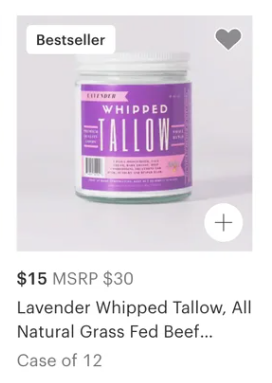 Bestseller
LAVENDER
WHIPPED
TALLOW
$15 MSRP $30
Lavender Whipped Tallow, All
Natural Grass Fed Beef...
Case of 12